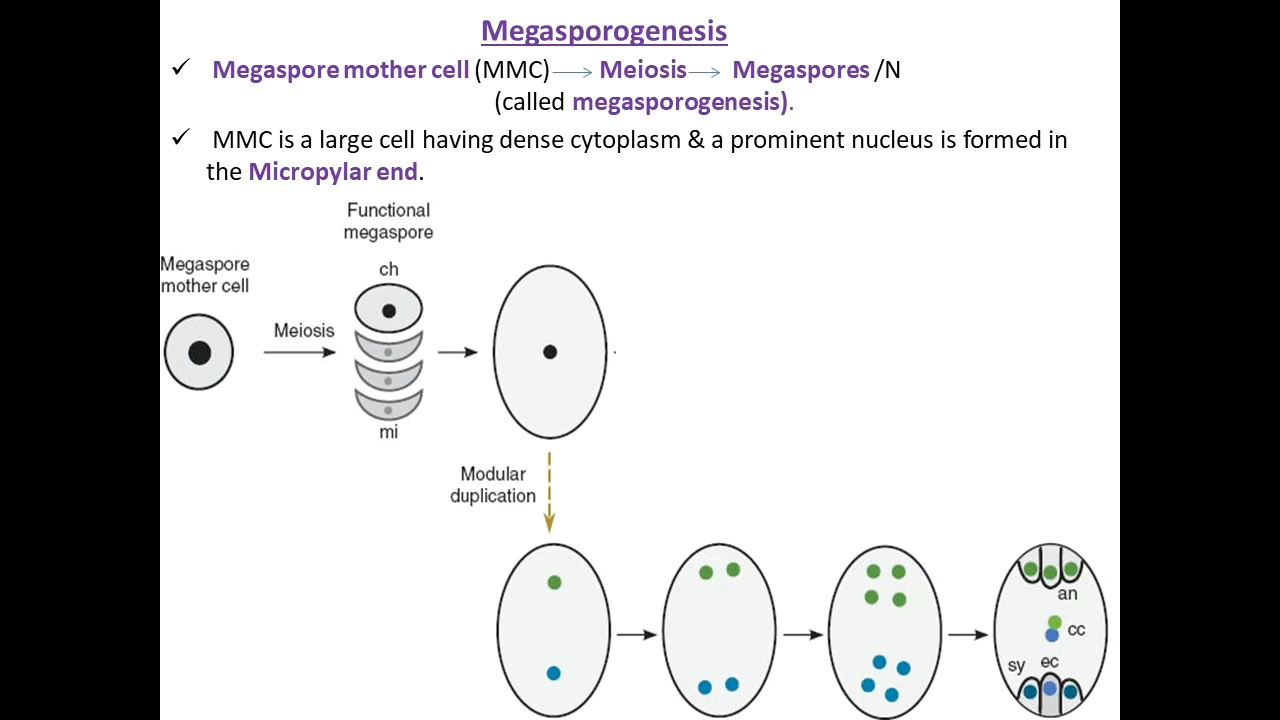 Megasporogenesis
✓ Megaspore mother cell (MMC) → Meiosis → Megaspores /N
(called megasporogenesis).
✓ MMC is a large cell having dense cytoplasm & a prominent nucleus is formed in
the Micropylar end.
Functional
megaspore
Megaspore
mother cell
ch
Meiosis
mi
Modular
duplication
an
cc
sy ec